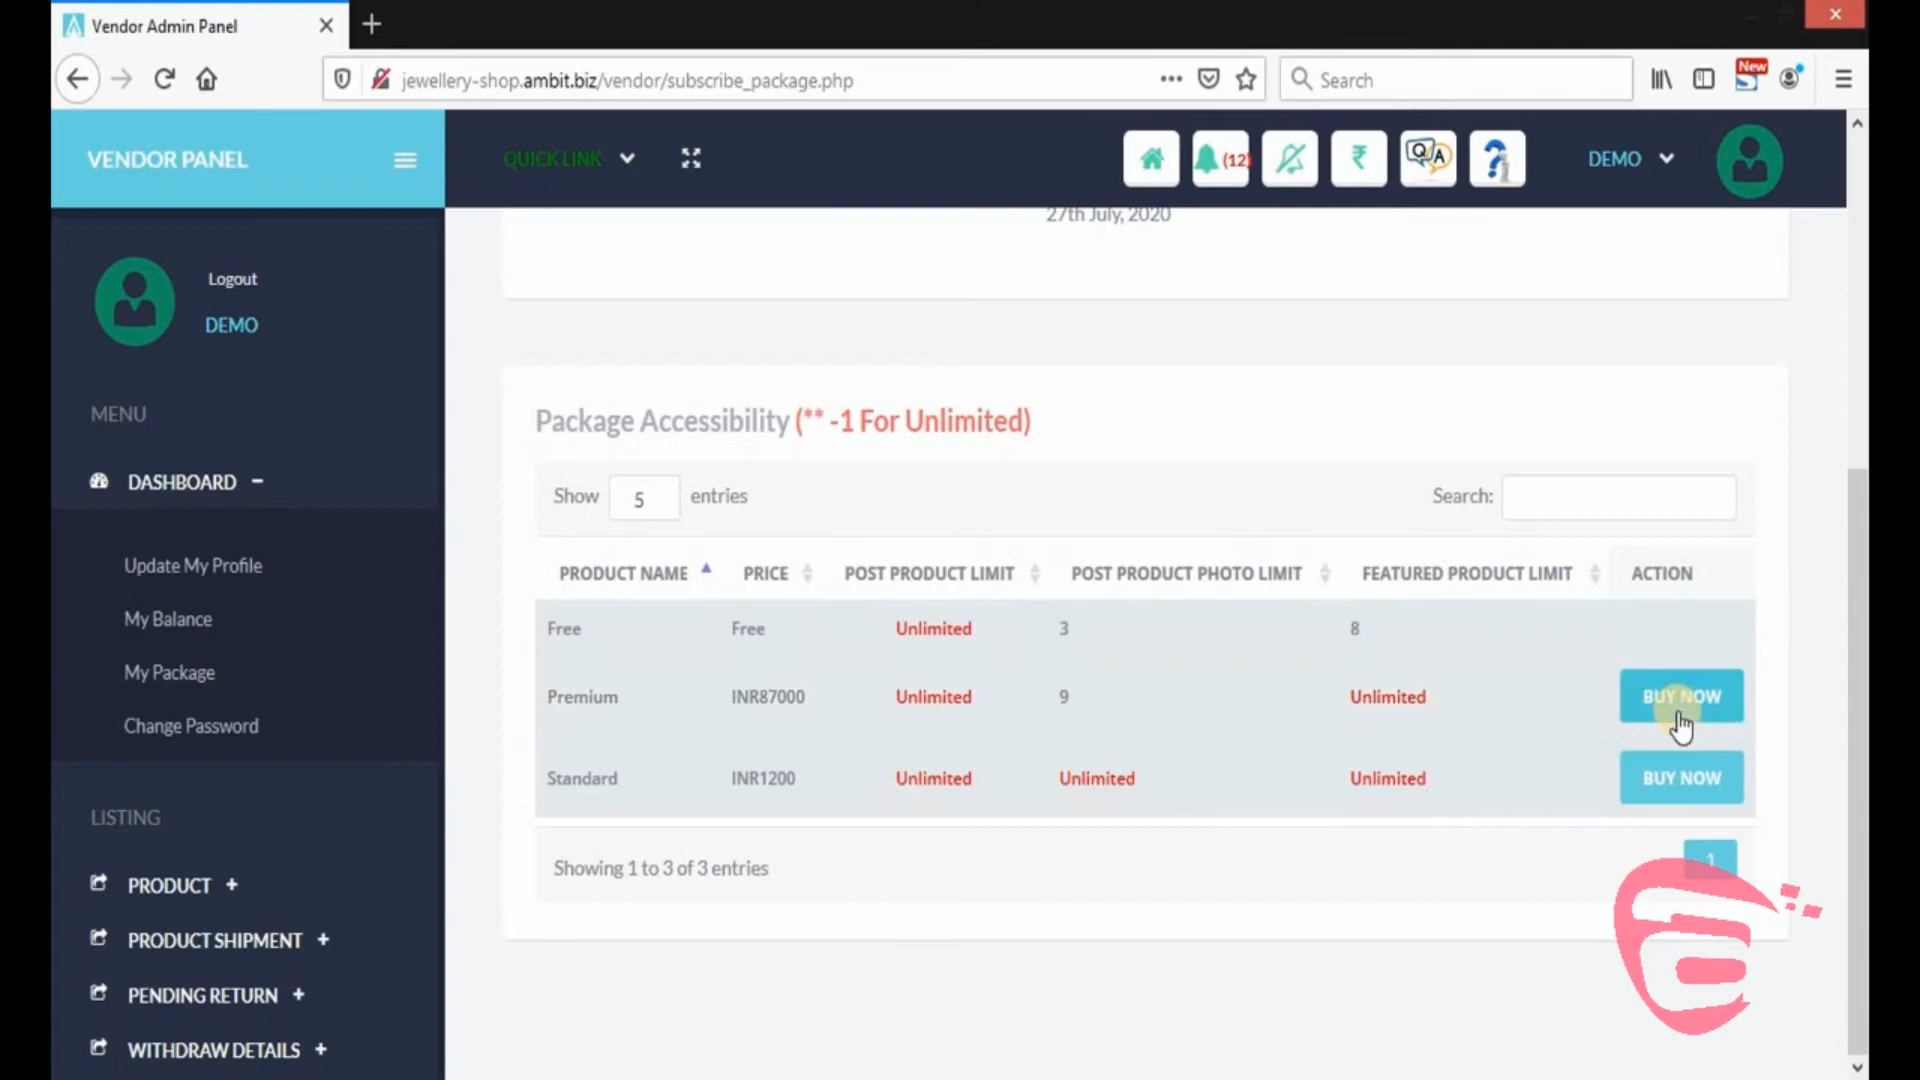 Vendor Admin Panel
jewellery-shop.ambit.biz/vendor/subscribe_package.php
Search
New
VENDOR PANEL
QUICK LINK
(12)
Q A
?
₹
DEMO
27th July, 2020
Logout
DEMO
MENU
DASHBOARD −
Update My Profile
My Balance
My Package
Change Password
LISTING
PRODUCT +
PRODUCT SHIPMENT +
PENDING RETURN +
WITHDRAW DETAILS +
Package Accessibility (** -1 For Unlimited)
Show 5 entries
Search:
PRODUCT NAME PRICE POST PRODUCT LIMIT POST PRODUCT PHOTO LIMIT FEATURED PRODUCT LIMIT ACTION
Free Free Unlimited 3 8
Premium INR87000 Unlimited 9 Unlimited BUY NOW
Standard INR1200 Unlimited Unlimited Unlimited BUY NOW
Showing 1 to 3 of 3 entries
1